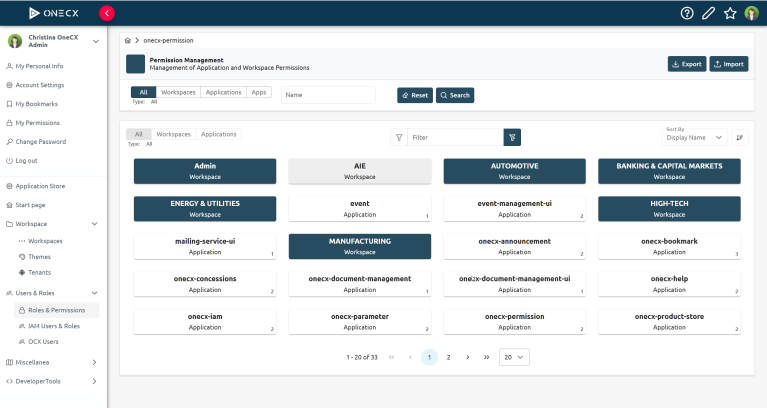 ONECX
Christina OneCX
Admin
My Personal Info
Account Settings
My Bookmarks
My Permissions
Change Password
Log out
Application Store
Start page
Workspace
Workspaces
Themes
Tenants
Users & Roles
Roles & Permissions
IAM Users & Roles
OCX Users
Miscellanea
DeveloperTools
onecx-permission
Permission Management
Management of Application and Workspace Permissions
Export
Import
All Workspaces Applications Apps
Type: All
Name
Reset
Search
All Workspaces Applications
Type: All
Filter
Sort By
Display Name
Admin
Workspace
AIE
Workspace
AUTOMOTIVE
Workspace
BANKING & CAPITAL MARKETS
Workspace
ENERGY & UTILITIES
Workspace
event
Application
1
event-management-ui
Application
2
HIGH-TECH
Workspace
mailing-service-ui
Application
1
MANUFACTURING
Workspace
onecx-announcement
Application
2
onecx-bookmark
Application
3
onecx-concessions
Application
2
onecx-document-management
Application
1
onecx-document-management-ui
Application
1
onecx-help
Application
2
onecx-iam
Application
2
onecx-parameter
Application
2
onecx-permission
Application
2
onecx-product-store
Application
2
1 - 20 of 33 << < 1 2 > >> 20